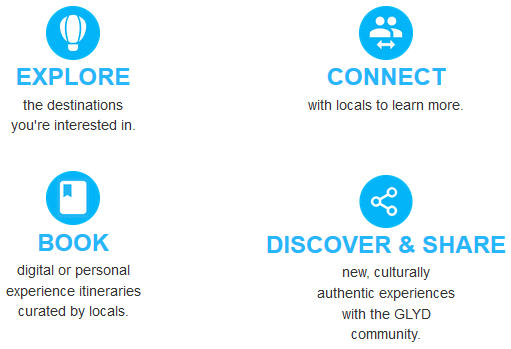 EXPLORE
the destinations
you're interested in.
CONNECT
with locals to learn more.
BOOK
digital or personal
experience itineraries
curated by locals.
DISCOVER & SHARE
new, culturally
authentic experiences
with the GLYD
community.